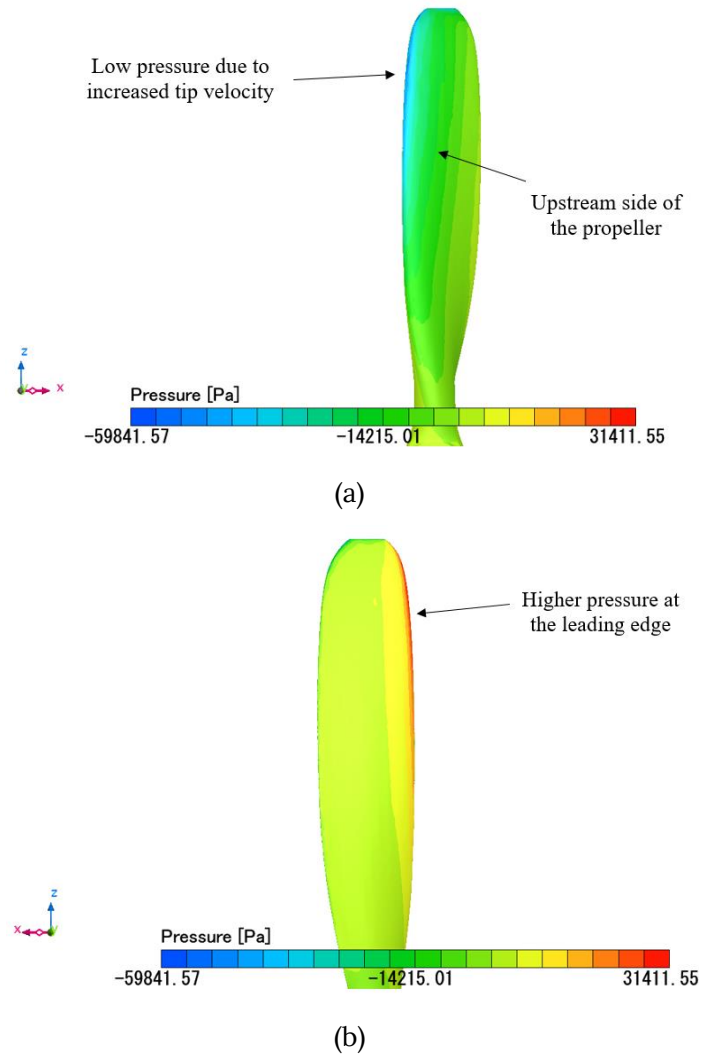 Low pressure due to
increased tip velocity
Upstream side of
the propeller
z
x
Pressure [Pa]
-59841.57 -14215.01 31411.55
(a)
Higher pressure at
the leading edge
z
x
Pressure [Pa]
-59841.57 -14215.01 31411.55
(b)